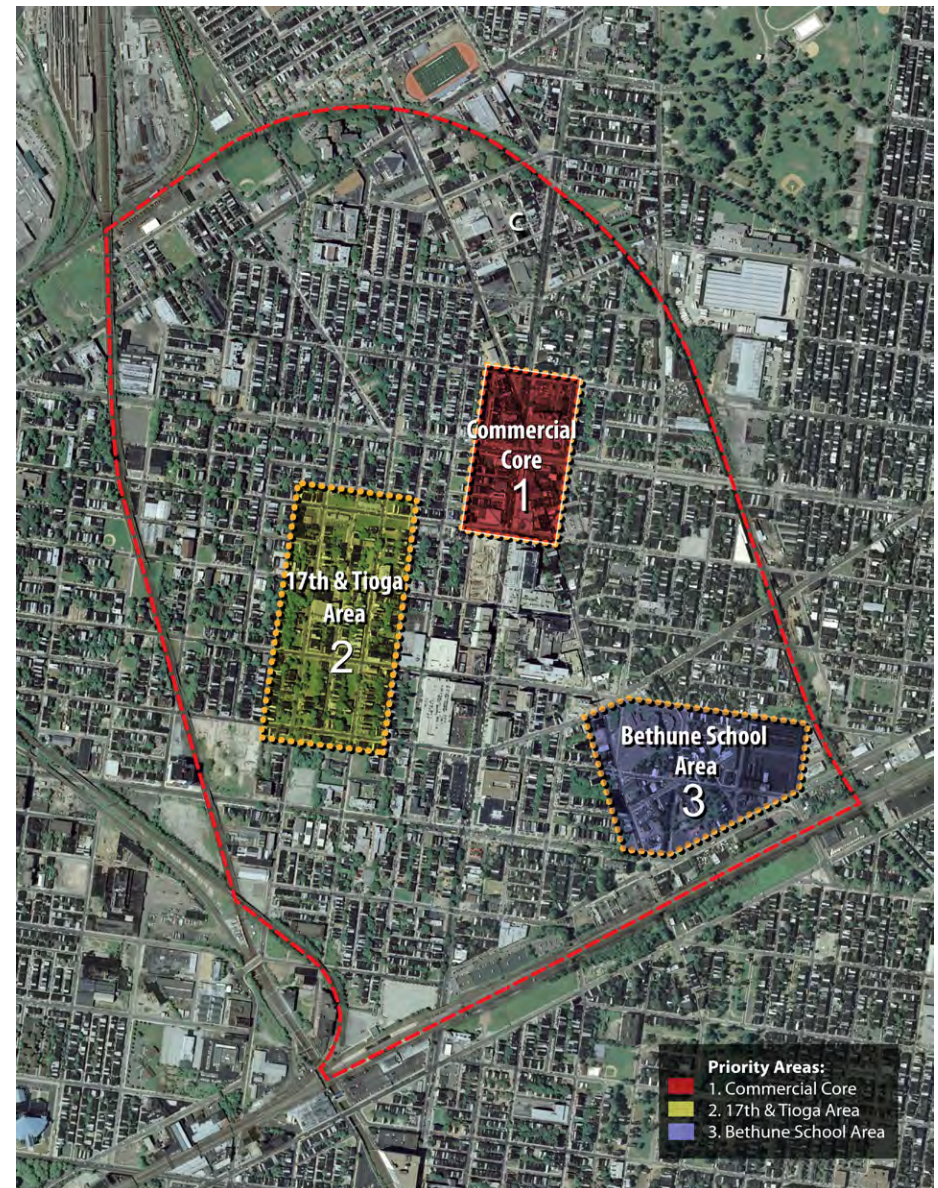 C
Commercial
Core
1
17th & Tioga
Area
2
Bethune School
Area
3
Priority Areas:
1. Commercial Core
2. 17th & Tioga Area
3. Bethune School Area